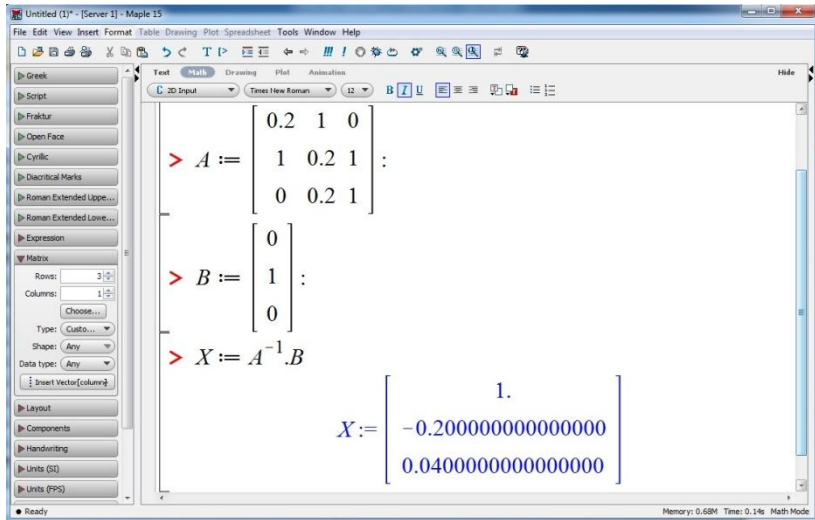 Untitled (1)* - [Server 1] - Maple 15
File Edit View Insert Format Table Drawing Plot Spreadsheet Tools Window Help
Text Math Drawing Plot Animation Hide
C 2D Input Times New Roman 12 B I U
Greek
Script
Fraktur
Open Face
Cyrillic
Diacritical Marks
Roman Extended Uppe...
Roman Extended Lowe...
Expression
Matrix
Rows: 3
Columns: 1
Choose...
Type: Custo...
Shape: Any
Data type: Any
Insert Vector[column]
Layout
Components
Handwriting
Units (SI)
Units (FPS)
> A :=
0.2 1 0
1 0.2 1
0 0.2 1
:
> B :=
0
1
0
:
> X := A⁻¹.B
X :=
1.
-0.200000000000000
0.0400000000000000
Ready Memory: 0.68M Time: 0.14s Math Mode